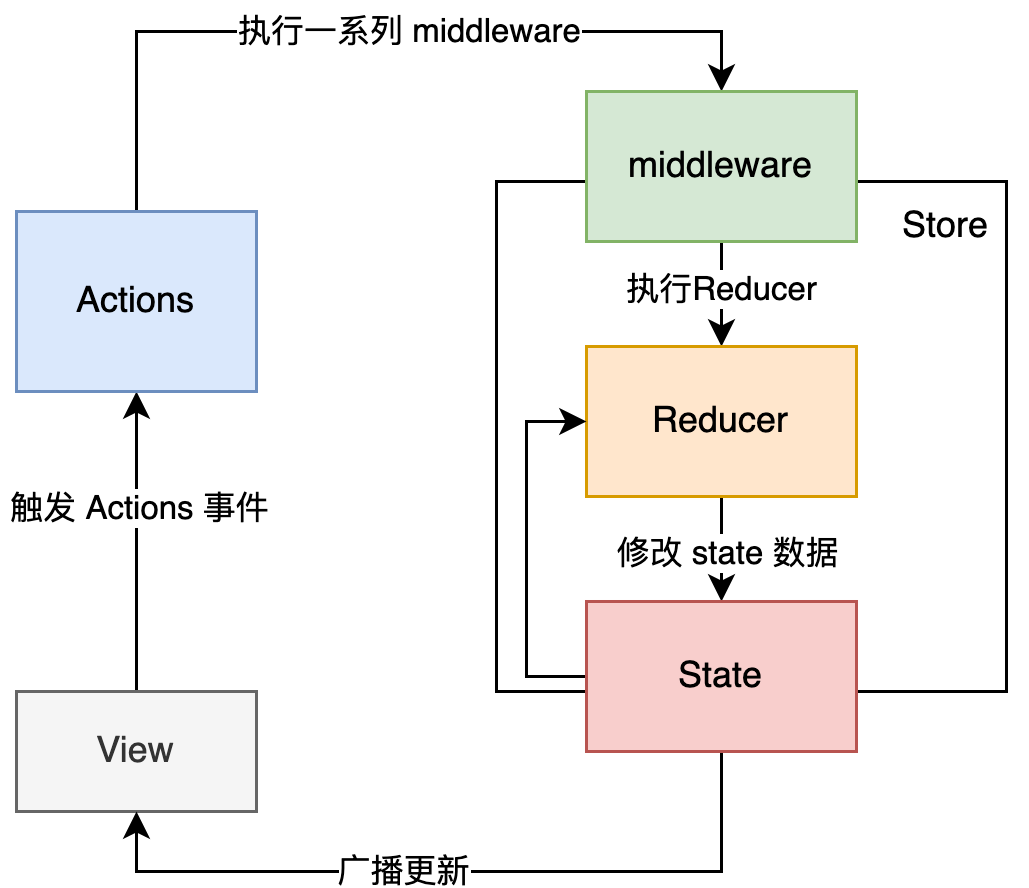 执行一系列 middleware
middleware
Store
Actions
执行Reducer
Reducer
触发 Actions 事件
修改 state 数据
State
View
广播更新